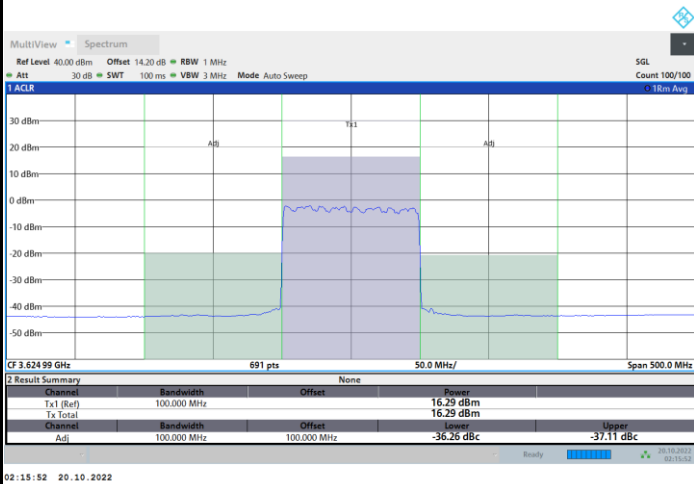 MultiView Spectrum
Ref Level 40.00 dBm Offset 14.20 dB RBW 1 MHz SGL
Att 30 dB SWT 100 ms VBW 3 MHz Mode Auto Sweep Count 100/100
1 ACLR 1Rm Avg
30 dBm
Tx1
20 dBm
Adj Adj
10 dBm
0 dBm
-10 dBm
-20 dBm
-30 dBm
-40 dBm
-50 dBm
CF 3.624 99 GHz 691 pts 50.0 MHz/ Span 500.0 MHz
2 Result Summary None
Channel Bandwidth Offset Power
Tx1 (Ref) 100.000 MHz 16.29 dBm
Tx Total 16.29 dBm
Channel Bandwidth Offset Lower Upper
Adj 100.000 MHz 100.000 MHz -36.26 dBc -37.11 dBc
Ready 20.10.2022
02:15:52
02:15:52 20.10.2022